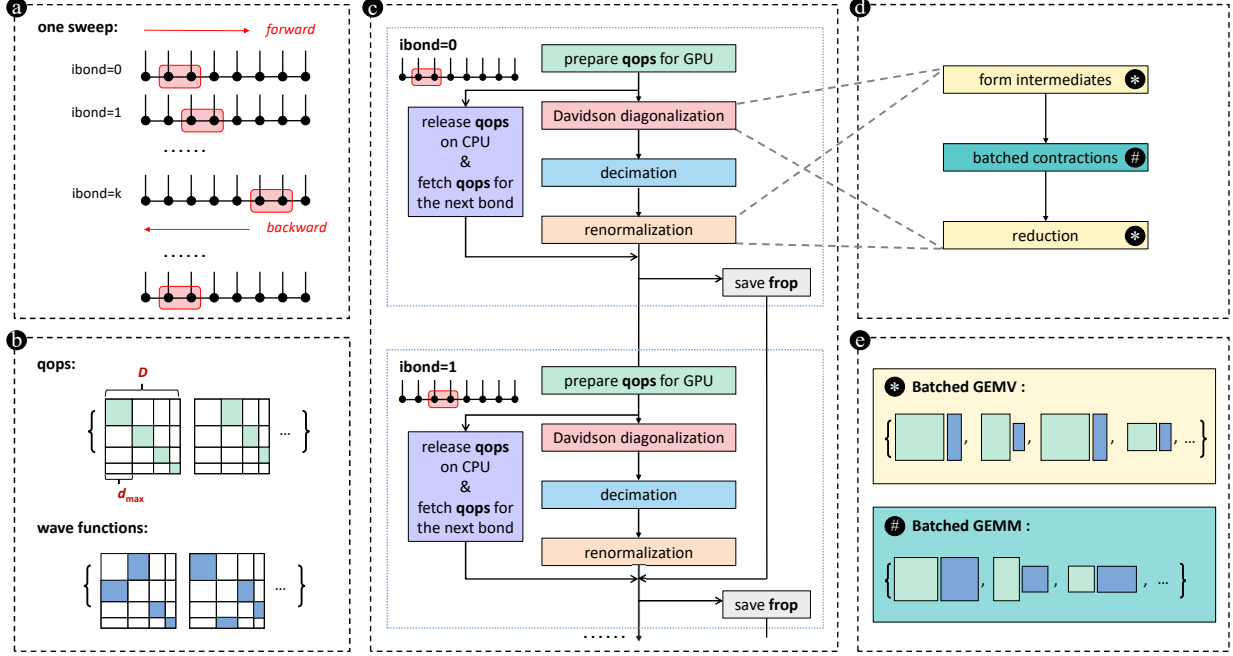 a
one sweep:
forward
ibond=0
ibond=1
......
ibond=k
backward
......
b
qops:
D
{ ... }
d_max
wave functions:
{ ... }
c
ibond=0
prepare qops for GPU
release qops
on CPU
&
fetch qops for
the next bond
Davidson diagonalization
decimation
renormalization
save frop
ibond=1
prepare qops for GPU
release qops
on CPU
&
fetch qops for
the next bond
Davidson diagonalization
decimation
renormalization
save frop
......
d
form intermediates *
batched contractions #
reduction *
e
* Batched GEMV :
{ , , , , ... }
# Batched GEMM :
{ , , , ... }